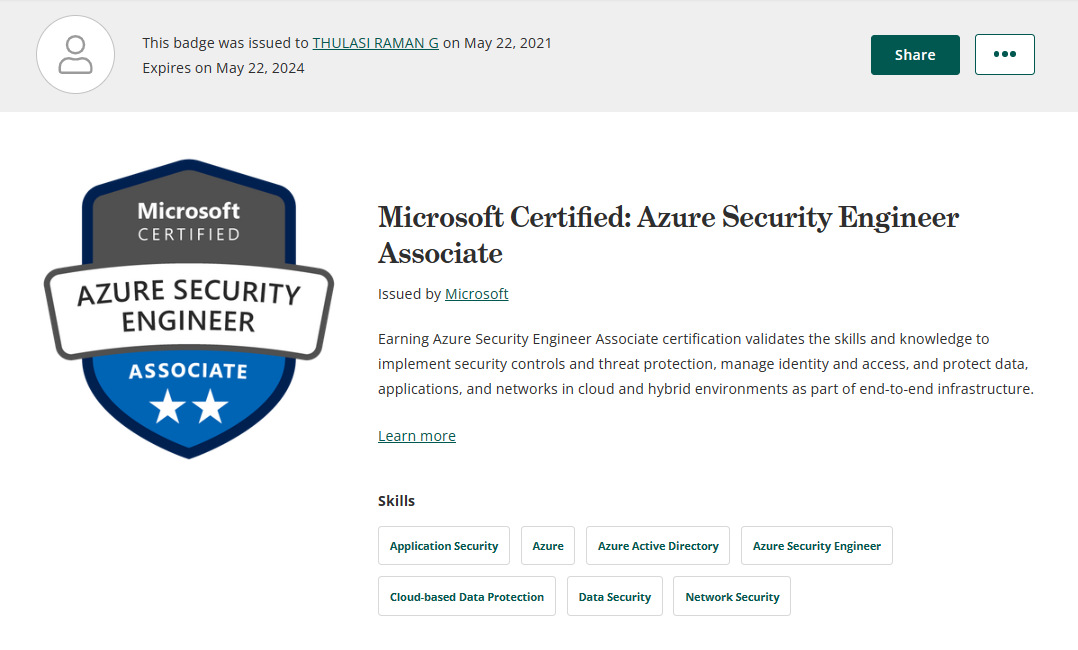 This badge was issued to THULASI RAMAN G on May 22, 2021
Expires on May 22, 2024
Share
Microsoft
CERTIFIED
AZURE SECURITY
ENGINEER
ASSOCIATE
Microsoft Certified: Azure Security Engineer
Associate
Issued by Microsoft
Earning Azure Security Engineer Associate certification validates the skills and knowledge to
implement security controls and threat protection, manage identity and access, and protect data,
applications, and networks in cloud and hybrid environments as part of end-to-end infrastructure.
Learn more
Skills
Application Security Azure Azure Active Directory Azure Security Engineer
Cloud-based Data Protection Data Security Network Security